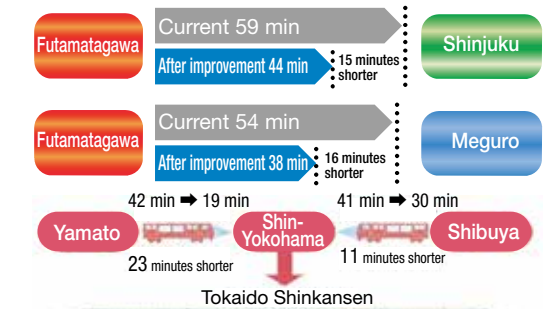 Futamatagawa
Current 59 min
After improvement 44 min
15 minutes
shorter
Shinjuku
Futamatagawa
Current 54 min
After improvement 38 min
16 minutes
shorter
Meguro
42 min ➡ 19 min
41 min ➡ 30 min
Yamato
Shin-
Yokohama
Shibuya
23 minutes shorter
11 minutes shorter
Tokaido Shinkansen